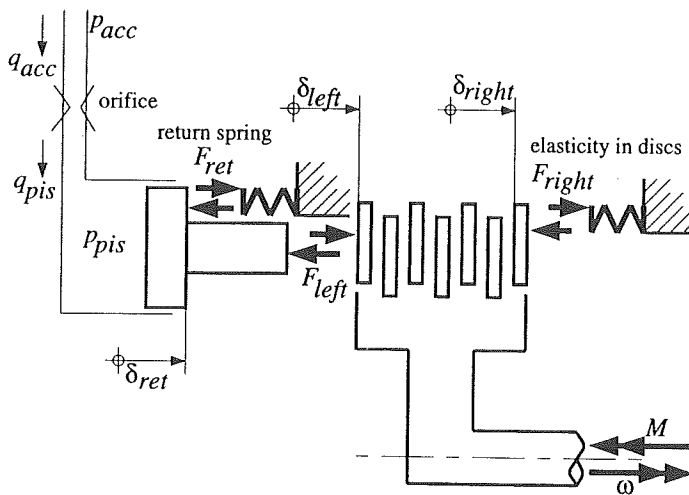 p_acc
q_acc
orifice
δ_left
δ_right
return spring
elasticity in discs
F_ret
F_right
q_pis
p_pis
F_left
δ_ret
M
ω